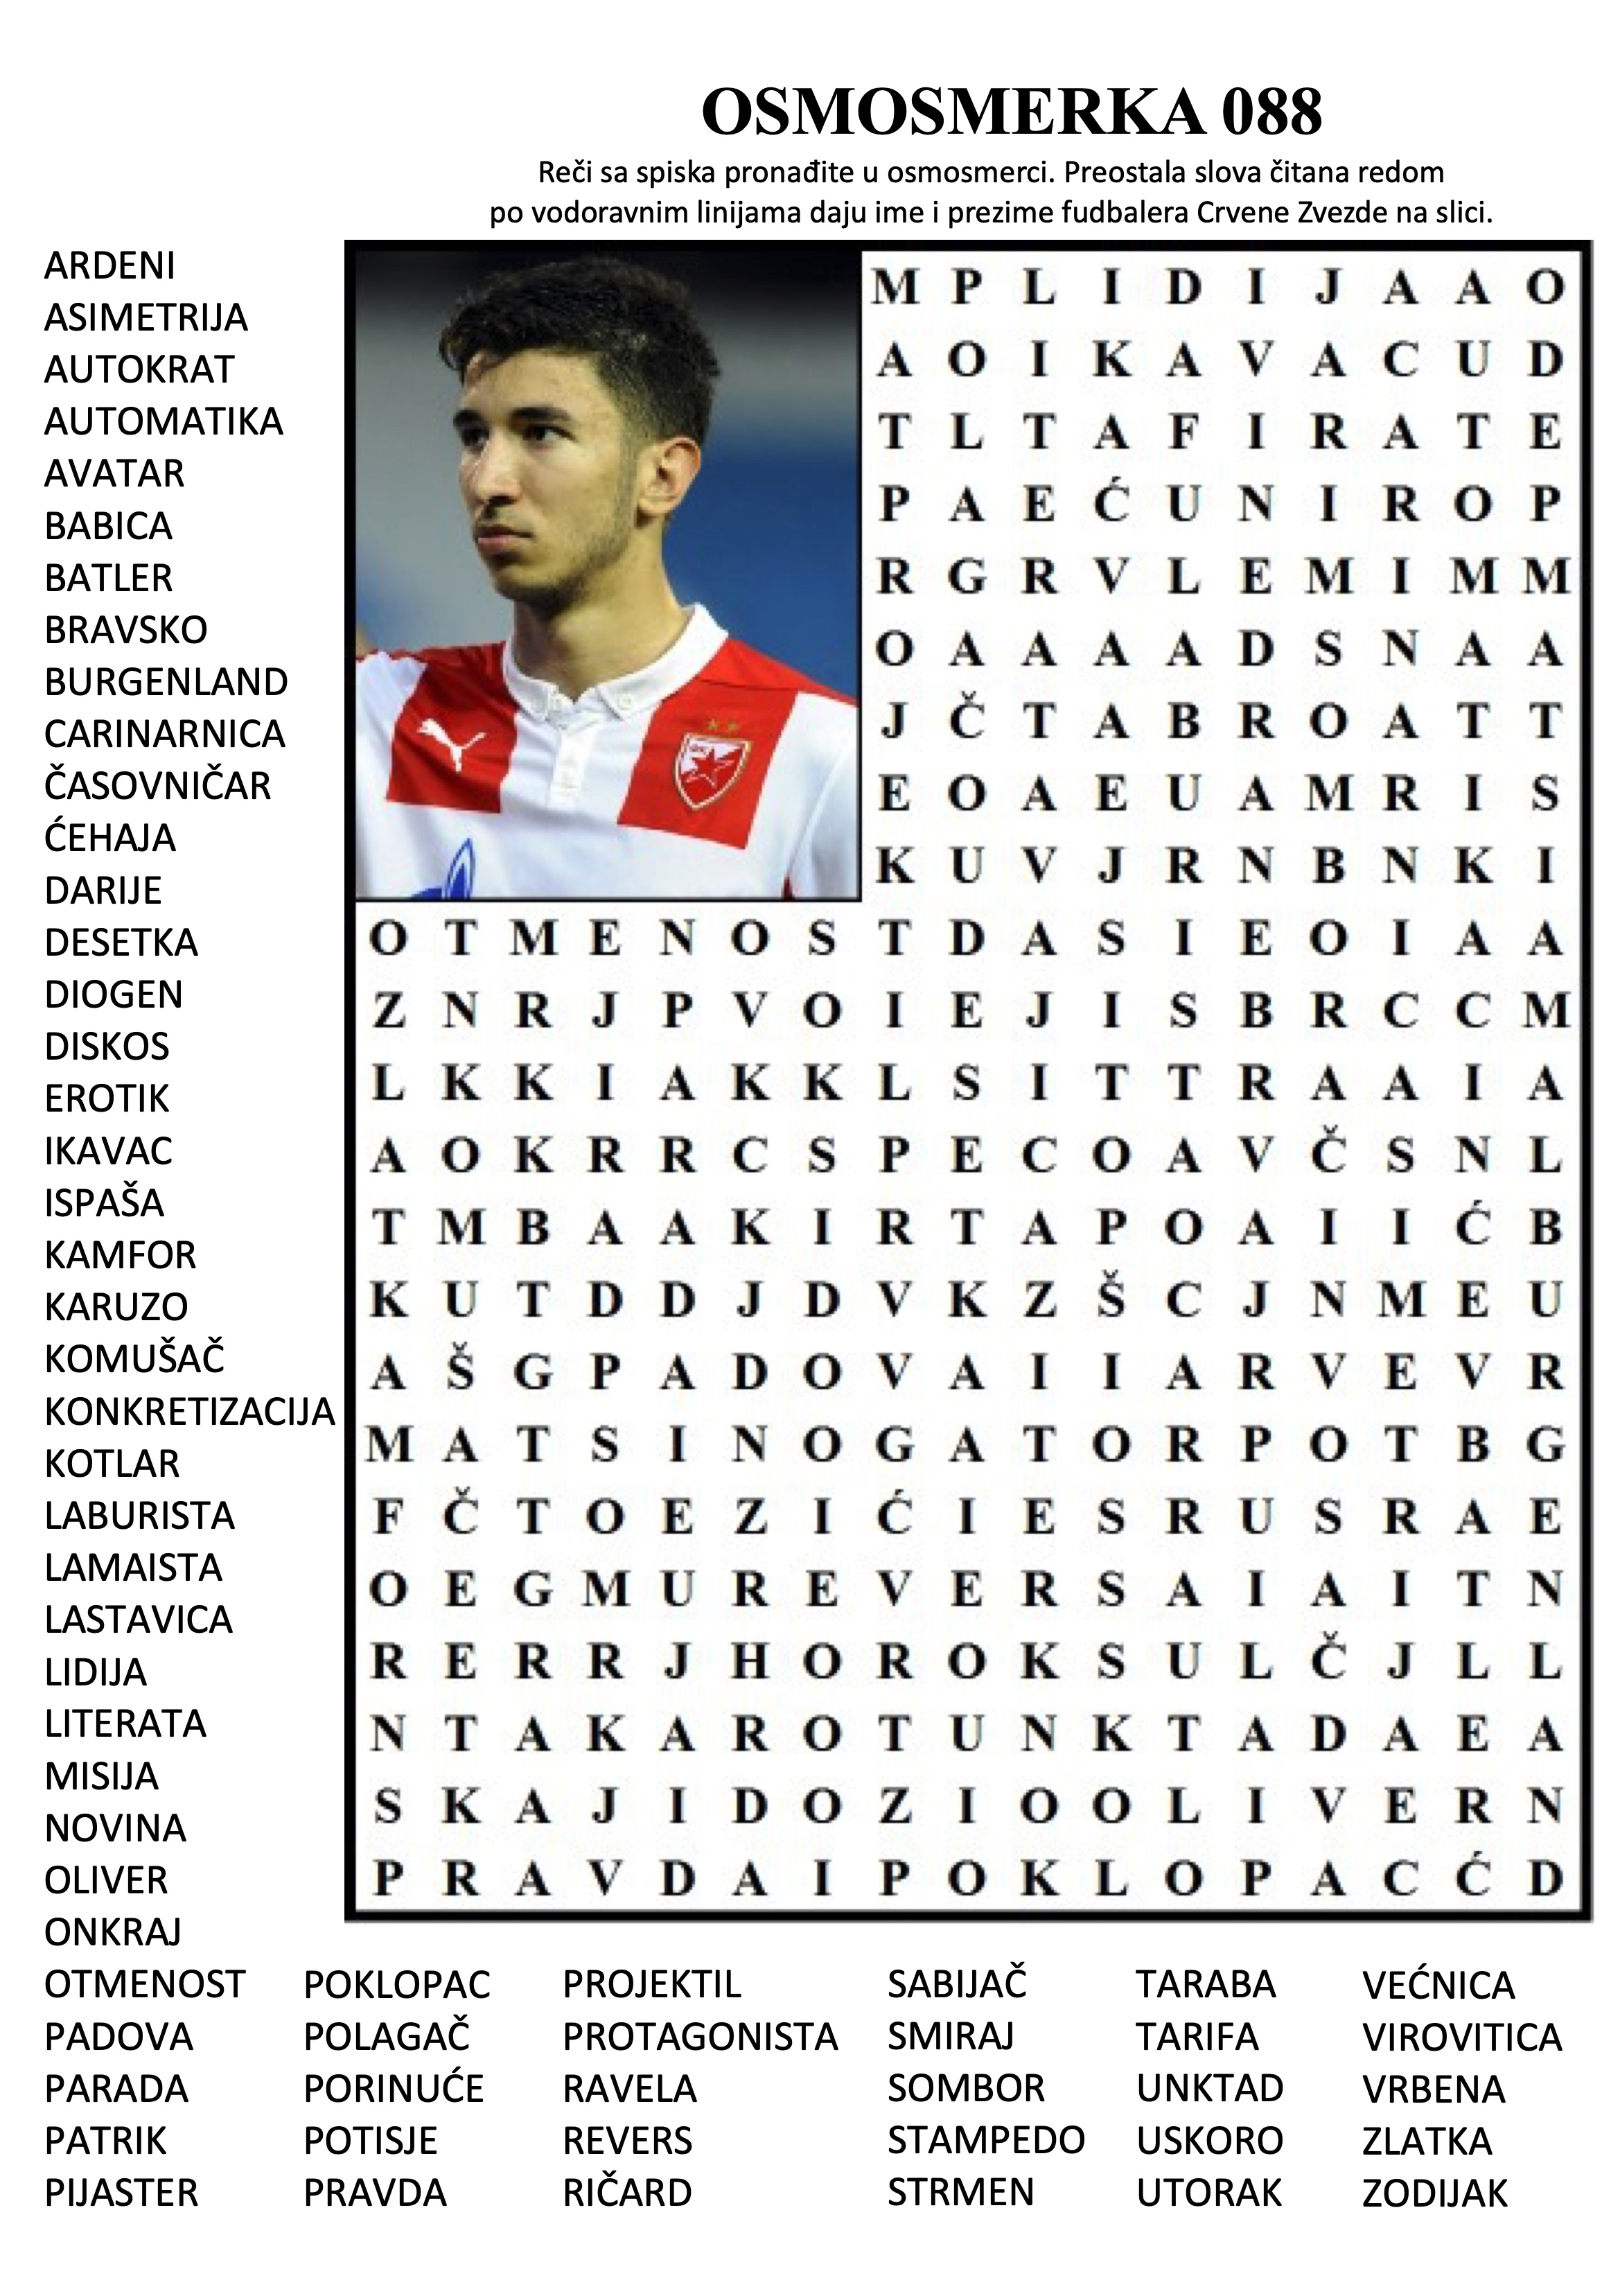 OSMOSMERKA 088
Reči sa spiska pronađite u osmosmerci. Preostala slova čitana redom
po vodoravnim linijama daju ime i prezime fudbalera Crvene Zvezde na slici.
ARDENI
ASIMETRIJA
AUTOKRAT
AUTOMATIKA
AVATAR
BABICA
BATLER
BRAVSKO
BURGENLAND
CARINARNICA
ČASOVNIČAR
ĆEHAJA
DARIJE
DESETKA
DIOGEN
DISKOS
EROTIK
IKAVAC
ISPAŠA
KAMFOR
KARUZO
KOMUŠAČ
KONKRETIZACIJA
KOTLAR
LABURISTA
LAMAISTA
LASTAVICA
LIDIJA
LITERATA
MISIJA
NOVINA
OLIVER
ONKRAJ
OTMENOST
PADOVA
PARADA
PATRIK
PIJASTER
M P L I D I J A A O
A O I K A V A C U D
T L T A F I R A T E
P A E Ć U N I R O P
R G R V L E M I M M
O A A A A D S N A A
J Č T A B R O A T T
E O A E U A M R I S
K U V J R N B N K I
O T M E N O S T D A S I E O I A A
Z N R J P V O I E J I S B R C C M
L K K I A K K L S I T T R A A I A
A O K R R C S P E C O A V Č S N L
T M B A A K I R T A P O A I I Ć B
K U T D D J D V K Z Š C J N M E U
A Š G P A D O V A I I A R V E V R
M A T S I N O G A T O R P O T B G
F Č T O E Z I Ć I E S R U S R A E
O E G M U R E V E R S A I A I T N
R E R R J H O R O K S U L Č J L L
N T A K A R O T U N K T A D A E A
S K A J I D O Z I O O L I V E R N
P R A V D A I P O K L O P A C Ć D
POKLOPAC
POLAGAČ
PORINUĆE
POTISJE
PRAVDA
PROJEKTIL
PROTAGONISTA
RAVELA
REVERS
RIČARD
SABIJAČ
SMIRAJ
SOMBOR
STAMPEDO
STRMEN
TARABA
TARIFA
UNKTAD
USKORO
UTORAK
VEĆNICA
VIROVITICA
VRBENA
ZLATKA
ZODIJAK